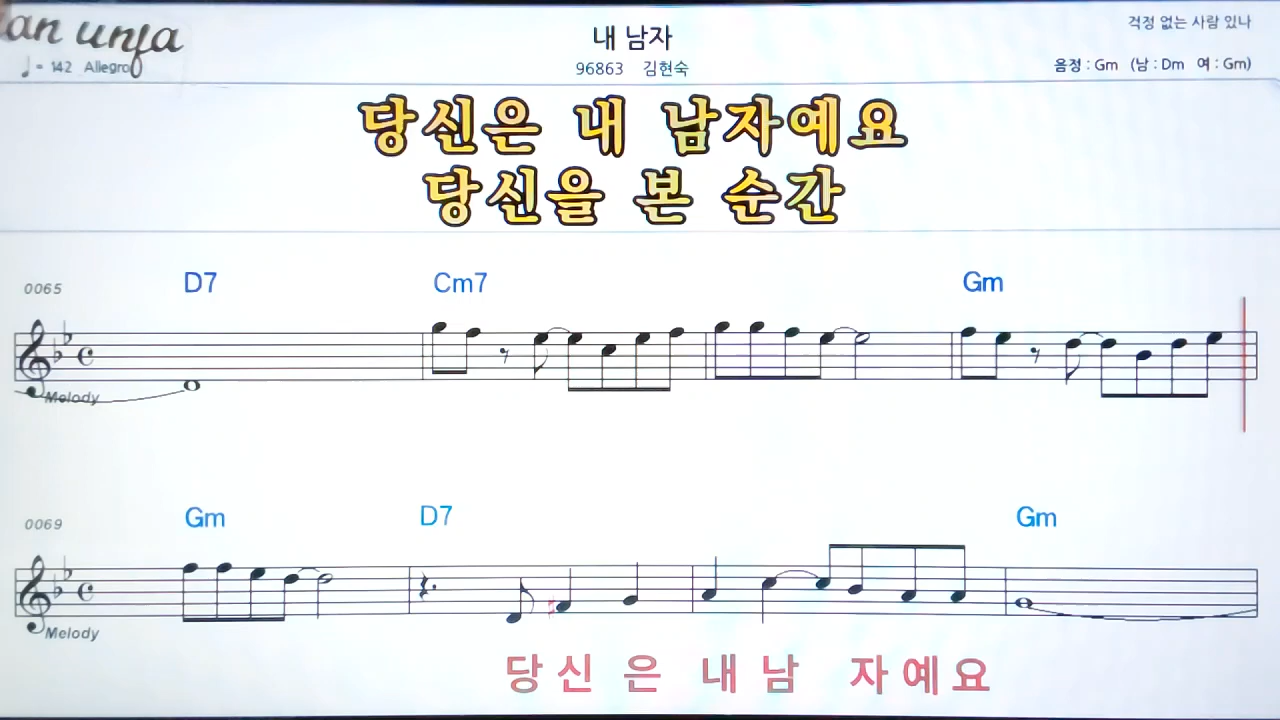 내 남자
걱정 없는 사람 있나
♩= 142 Allegro
96863 김현숙
음정 : Gm (남 : Dm 여 : Gm)
당신은 내 남자예요
당신을 본 순간
0065
D7 Cm7 Gm
Melody
0069
Gm D7 Gm
Melody
당 신 은 내 남 자 예 요